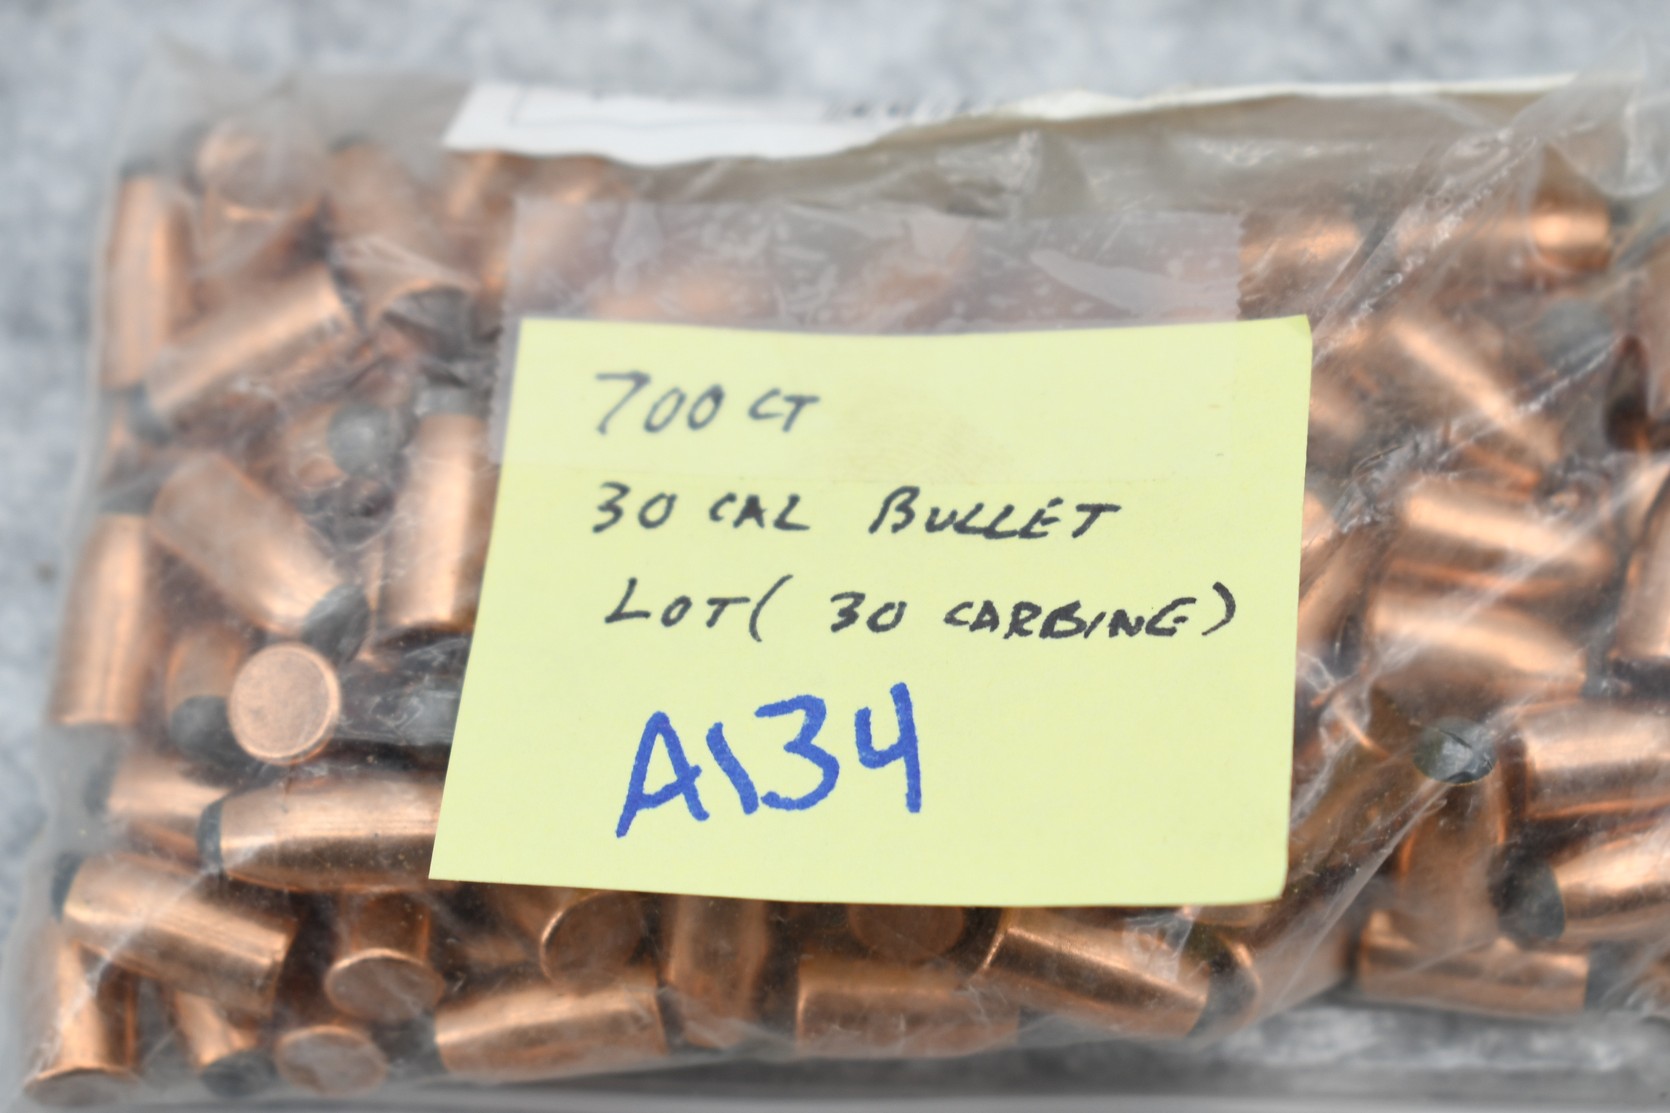 700 CT
30 CAL BULLET
LOT( 30 CARBINE)
A134